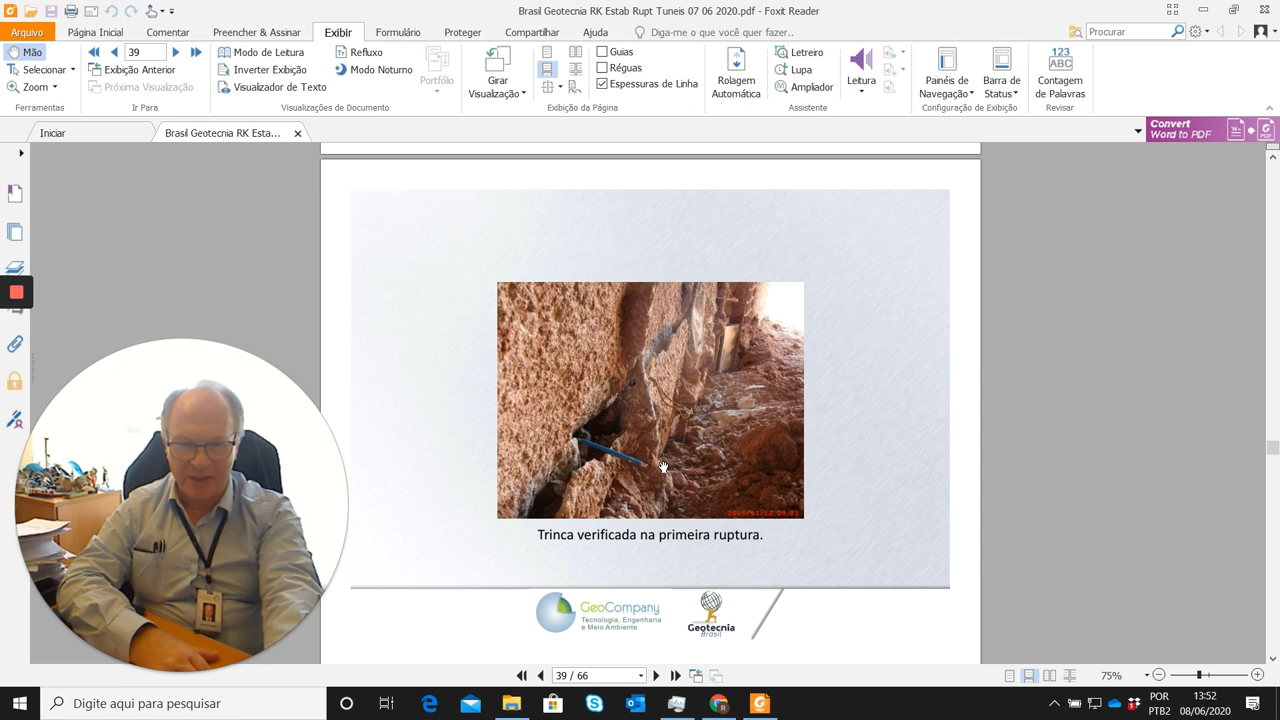 Brasil Geotecnia RK Estab Rupt Tuneis 07 06 2020.pdf - Foxit Reader
Arquivo Página Inicial Comentar Preencher & Assinar Exibir Formulário Proteger Compartilhar Ajuda Diga-me o que você quer fazer.. Procurar
Mão
Selecionar
Zoom
Ferramentas
39
Exibição Anterior
Próxima Visualização
Ir Para
Modo de Leitura
Inverter Exibição
Visualizador de Texto
Refluxo
Modo Noturno
Portfólio
Visualizações de Documento
Girar
Visualização
Guias
Réguas
Espessuras de Linha
Exibição da Página
Rolagem
Automática
Letreiro
Lupa
Ampliador
Assistente
Leitura
Painéis de
Navegação
Barra de
Status
Configuração de Exibição
123
ABC
Contagem
de Palavras
Revisar
Iniciar
Brasil Geotecnia RK Esta...
Convert
Word to PDF
PDF
Trinca verificada na primeira ruptura.
GeoCompany
Tecnologia, Engenharia
e Meio Ambiente
Geotecnia
Brasil
39 / 66
75%
Digite aqui para pesquisar
POR
PTB2
13:52
08/06/2020